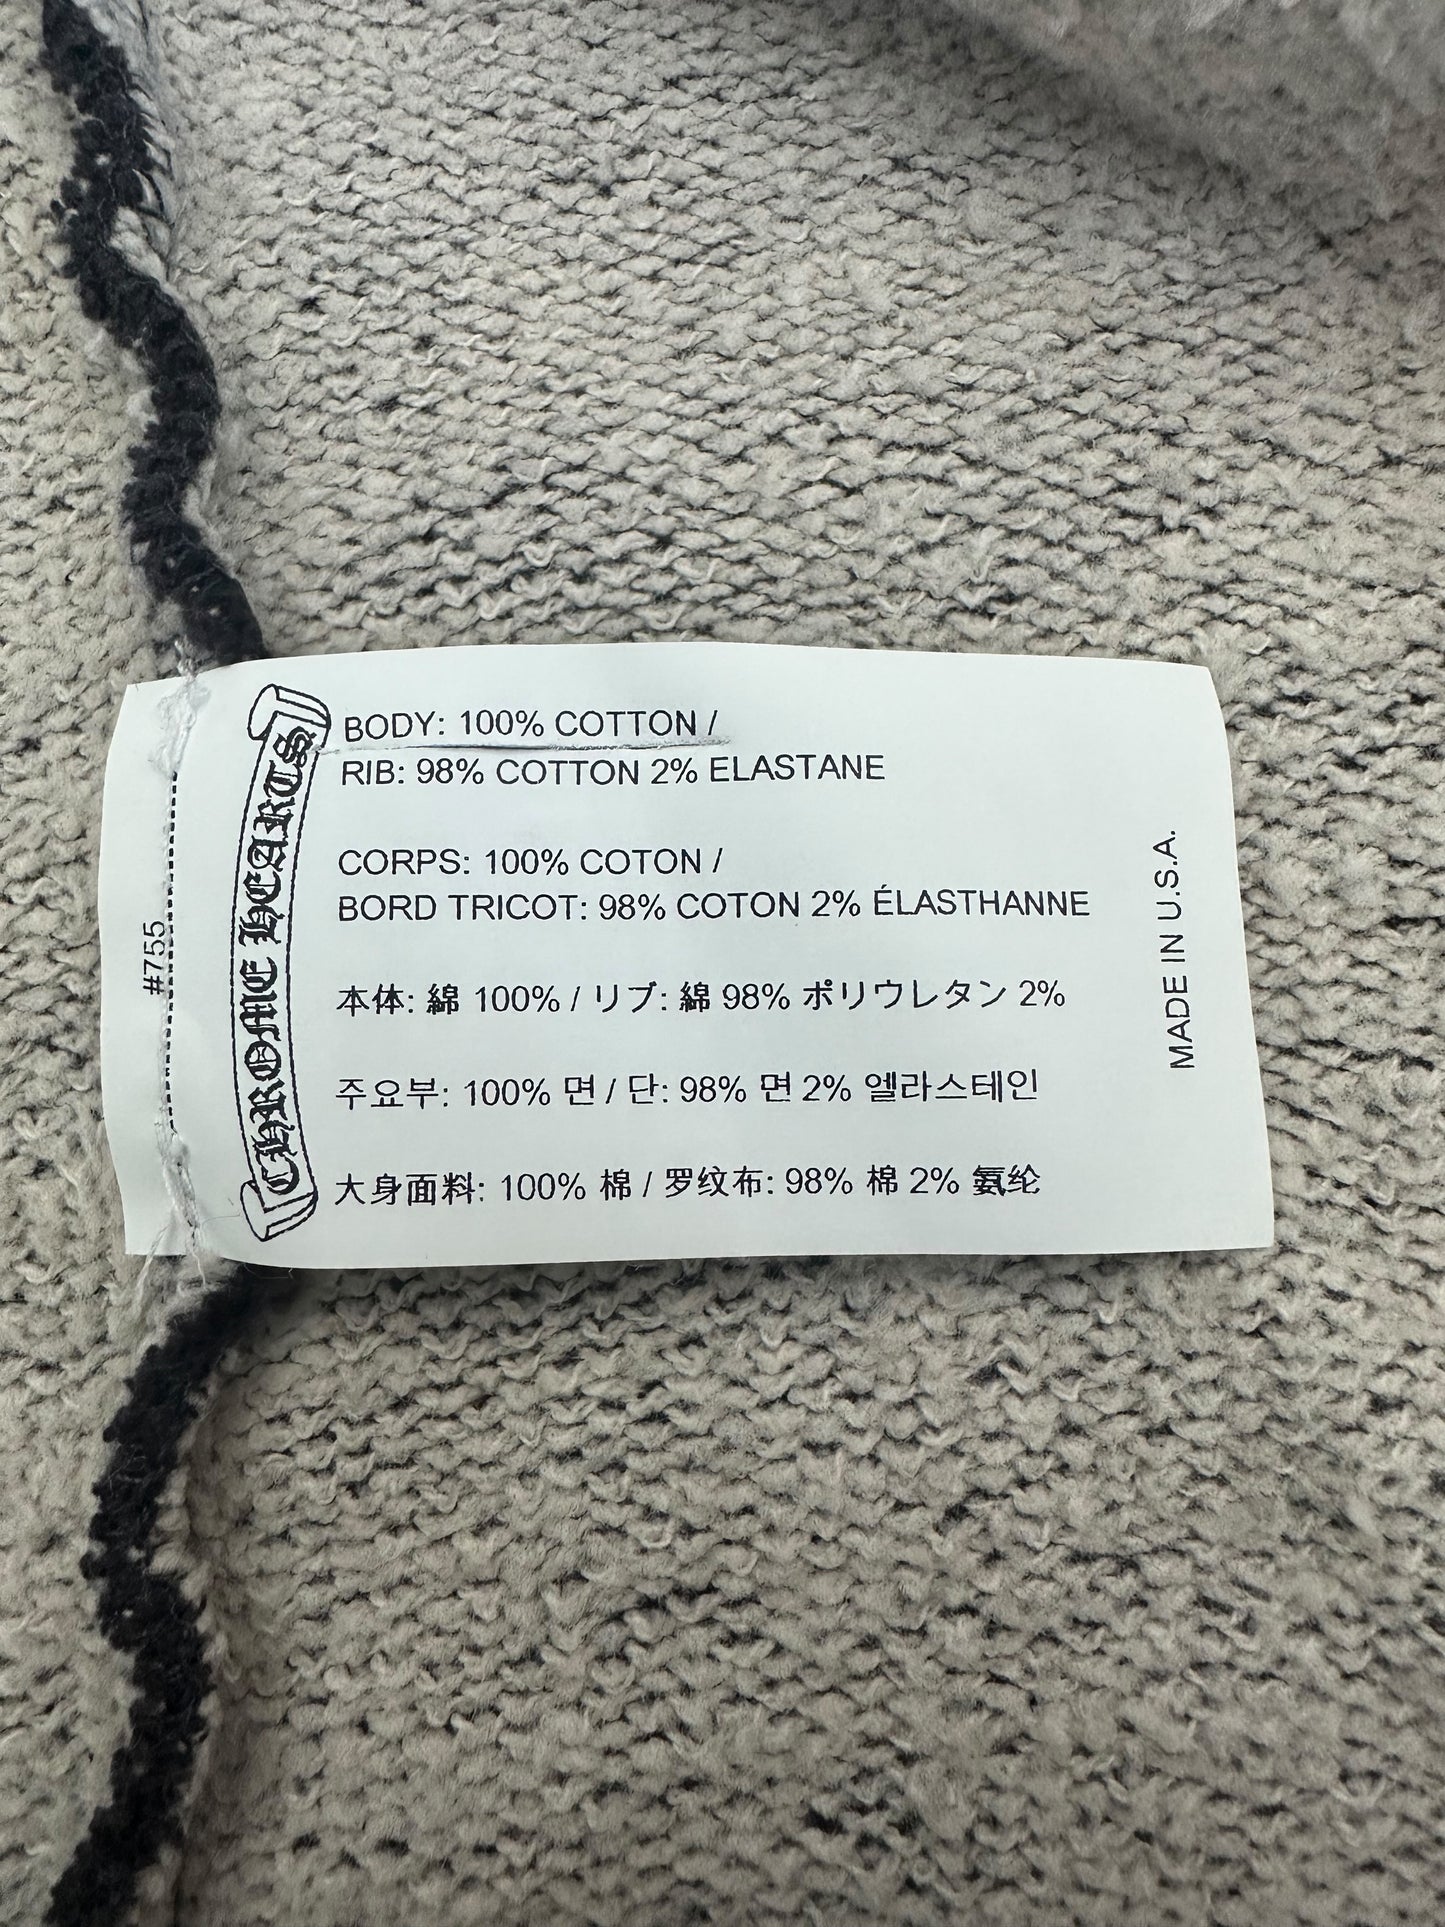 #755
CHROME HEARTS
BODY: 100% COTTON /
RIB: 98% COTTON 2% ELASTANE
CORPS: 100% COTON /
BORD TRICOT: 98% COTON 2% ÉLASTHANNE
本体: 綿 100% / リブ: 綿 98% ポリウレタン 2%
주요부: 100% 면 / 단: 98% 면 2% 엘라스테인
大身面料: 100% 棉 / 罗纹布: 98% 棉 2% 氨纶
MADE IN U.S.A.